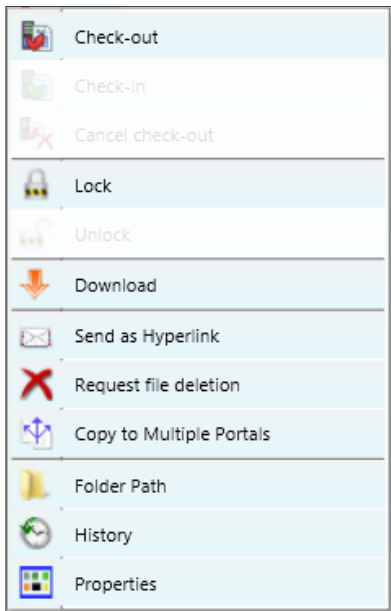 Check-out
Check-in
Cancel check-out
Lock
Unlock
Download
Send as Hyperlink
Request file deletion
Copy to Multiple Portals
Folder Path
History
Properties